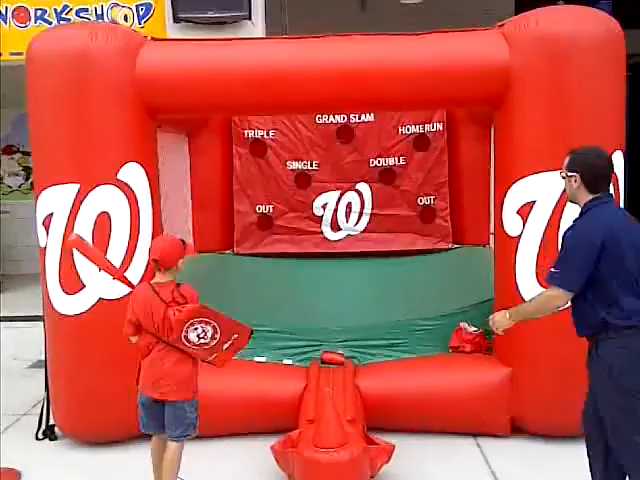 WORKSHOP
GRAND SLAM
TRIPLE
HOMERUN
SINGLE
DOUBLE
OUT
OUT
W
W
W